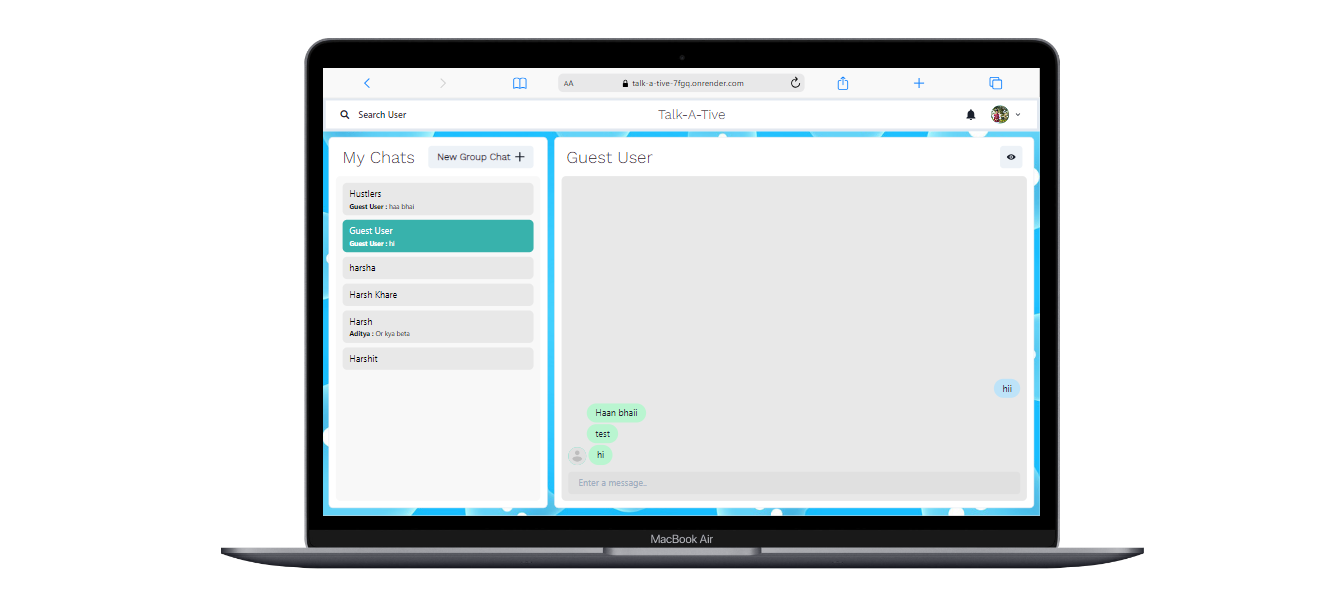 AA
talk-a-tive-7fgq.onrender.com
Search User
Talk-A-Tive
My Chats
New Group Chat +
Hustlers
Guest User : haa bhai
Guest User
Guest User : hi
harsha
Harsh Khare
Harsh
Aditya : Or kya beta
Harshit
Guest User
hii
Haan bhaii
test
hi
Enter a message..
MacBook Air